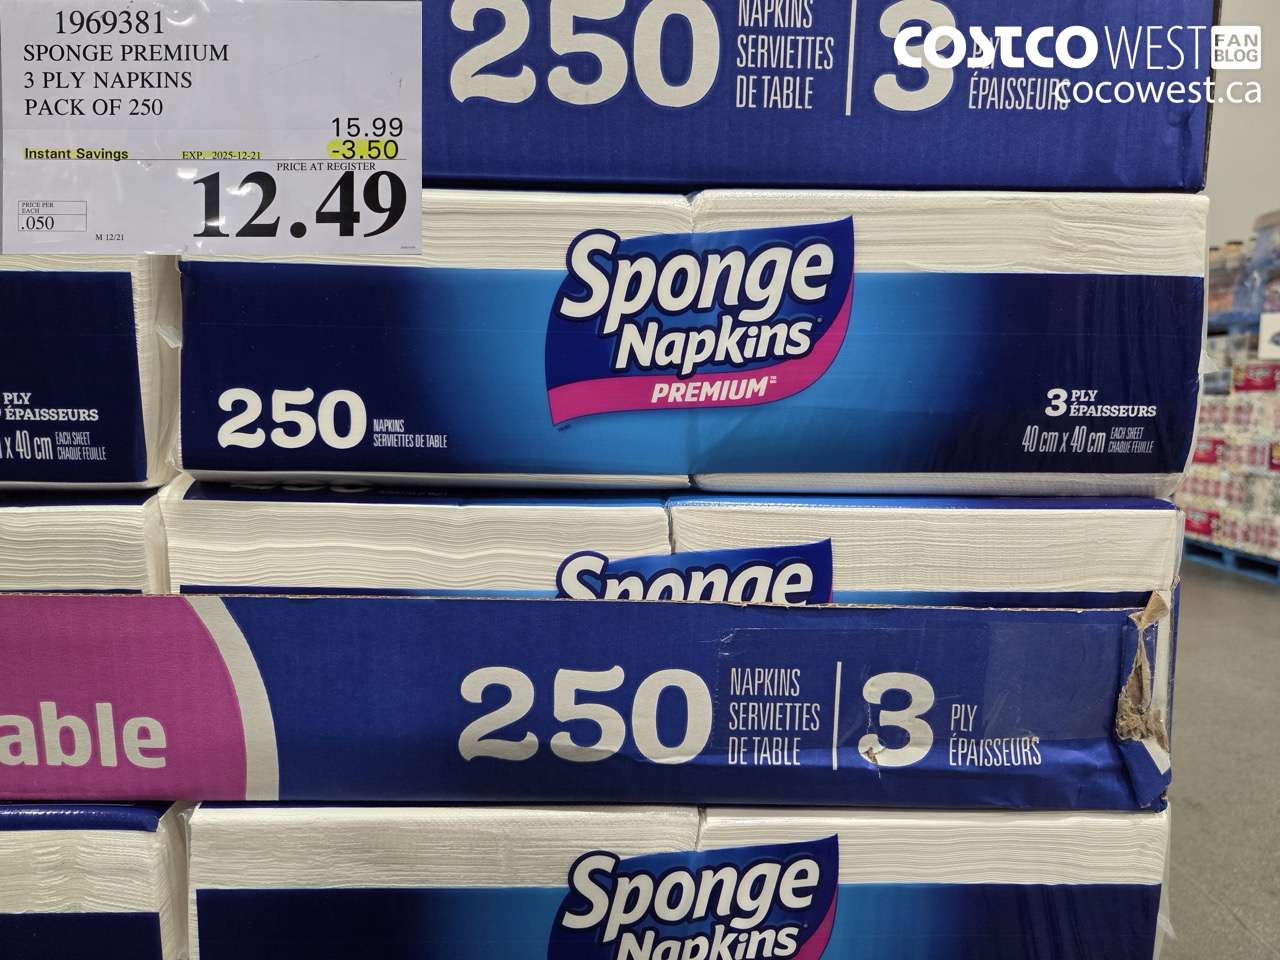 1969381
SPONGE PREMIUM
3 PLY NAPKINS
PACK OF 250
15.99
Instant Savings EXP. 2025-12-21 -3.50
PRICE AT REGISTER
12.49
PRICE PER
EACH
.050
M 12/21
250 NAPKINS
SERVIETTES
DE TABLE
3 PLY
ÉPAISSEURS
COSTCO WEST FAN BLOG
cocowest.ca
Sponge
Napkins
PREMIUM™
250 NAPKINS
SERVIETTES DE TABLE
3 PLY
ÉPAISSEURS
40 cm x 40 cm EACH SHEET
CHAQUE FEUILLE
PLY
ÉPAISSEURS
x 40 cm EACH SHEET
CHAQUE FEUILLE
Sponge
able
250 NAPKINS
SERVIETTES
DE TABLE
3 PLY
ÉPAISSEURS
Sponge
Napkins